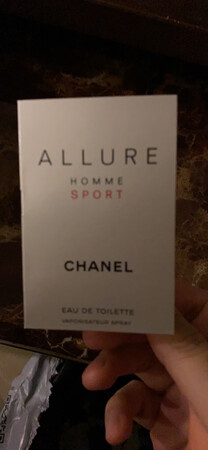 ALLURE
HOMME
SPORT
CHANEL
EAU DE TOILETTE
VAPORISATEUR SPRAY